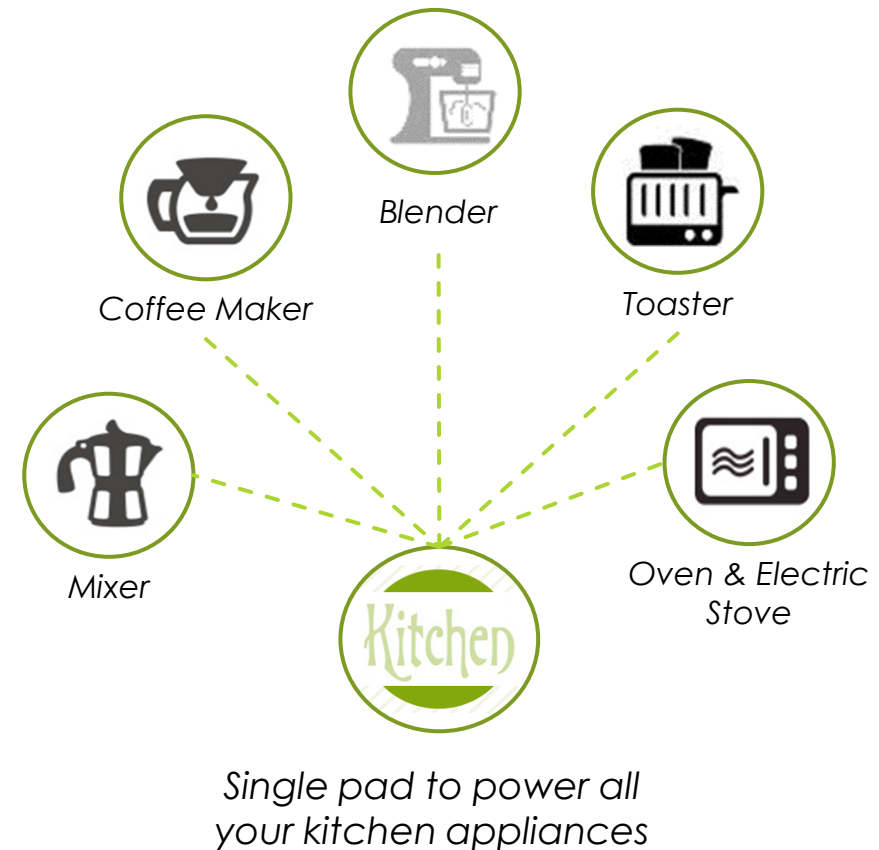 Blender
Coffee Maker
Toaster
Mixer
Oven & Electric
Stove
Kitchen
Single pad to power all
your kitchen appliances